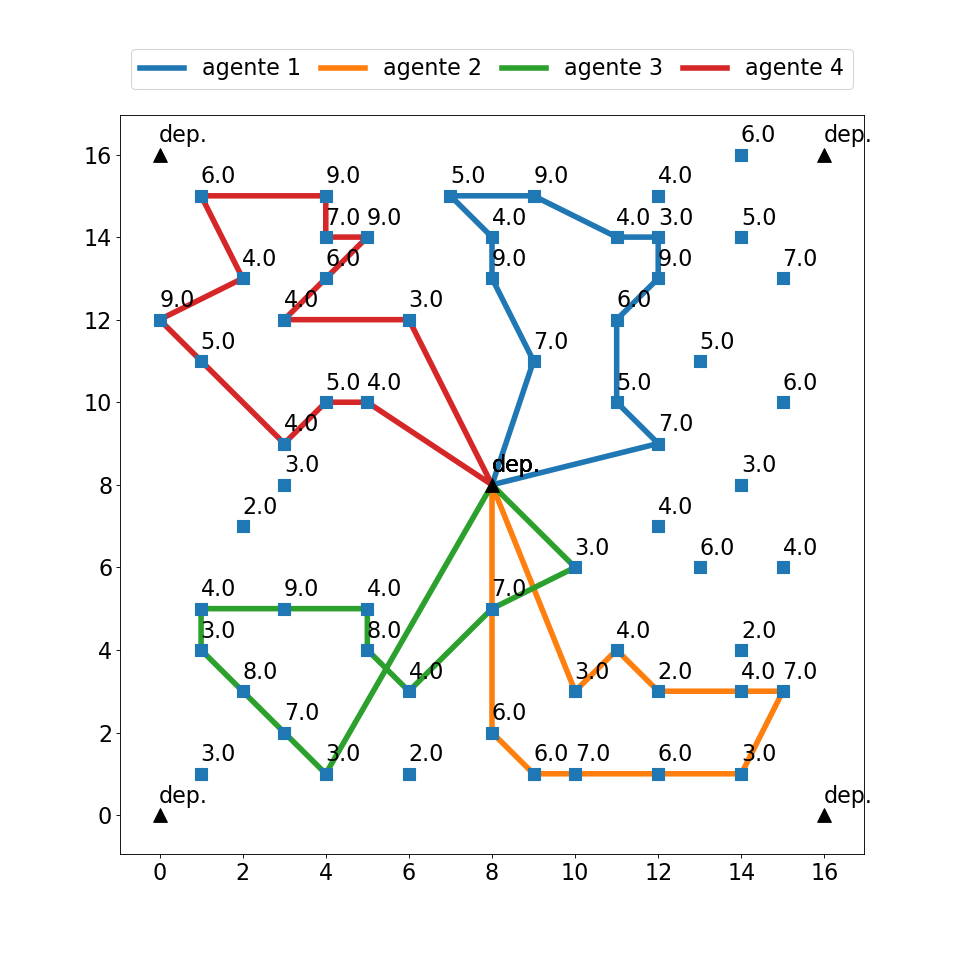 agente 1 agente 2 agente 3 agente 4
dep. 6.0 dep.
16
6.0 9.0 5.0 9.0 4.0
7.0 9.0 4.0 4.0 3.0 5.0
14
4.0 6.0 9.0 9.0 7.0
9.0 4.0 3.0 6.0
12
5.0 7.0 5.0
5.0 4.0 5.0 6.0
10
4.0 7.0
3.0 dep. 3.0
8
2.0 4.0
3.0 6.0 4.0
6
4.0 9.0 4.0 7.0
3.0 8.0 4.0 2.0
4
8.0 4.0 3.0 2.0 4.0 7.0
7.0 6.0
2
3.0 3.0 2.0 6.0 7.0 6.0 3.0
dep. dep.
0
0 2 4 6 8 10 12 14 16